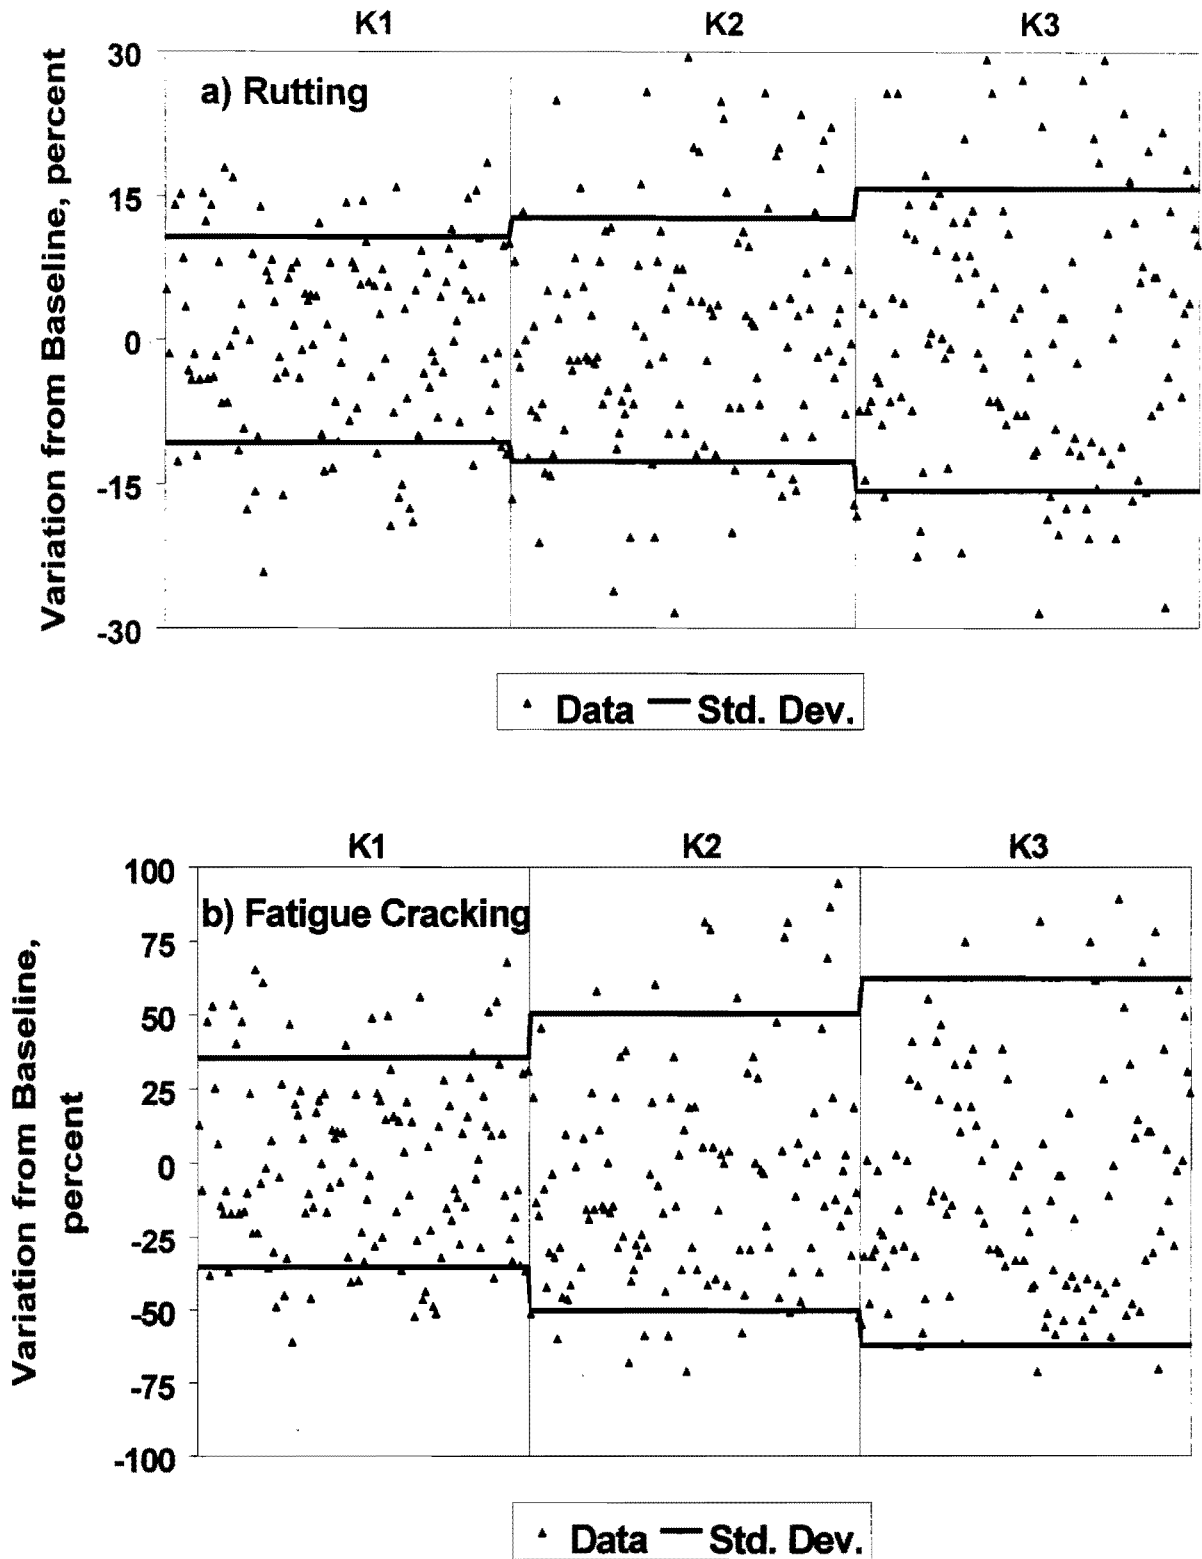 K1 K2 K3
30
a) Rutting
15
0
-15
-30
Variation from Baseline, percent
Data Std. Dev.
K1 K2 K3
100
b) Fatigue Cracking
75
50
25
0
-25
-50
-75
-100
Variation from Baseline,
percent
Data Std. Dev.